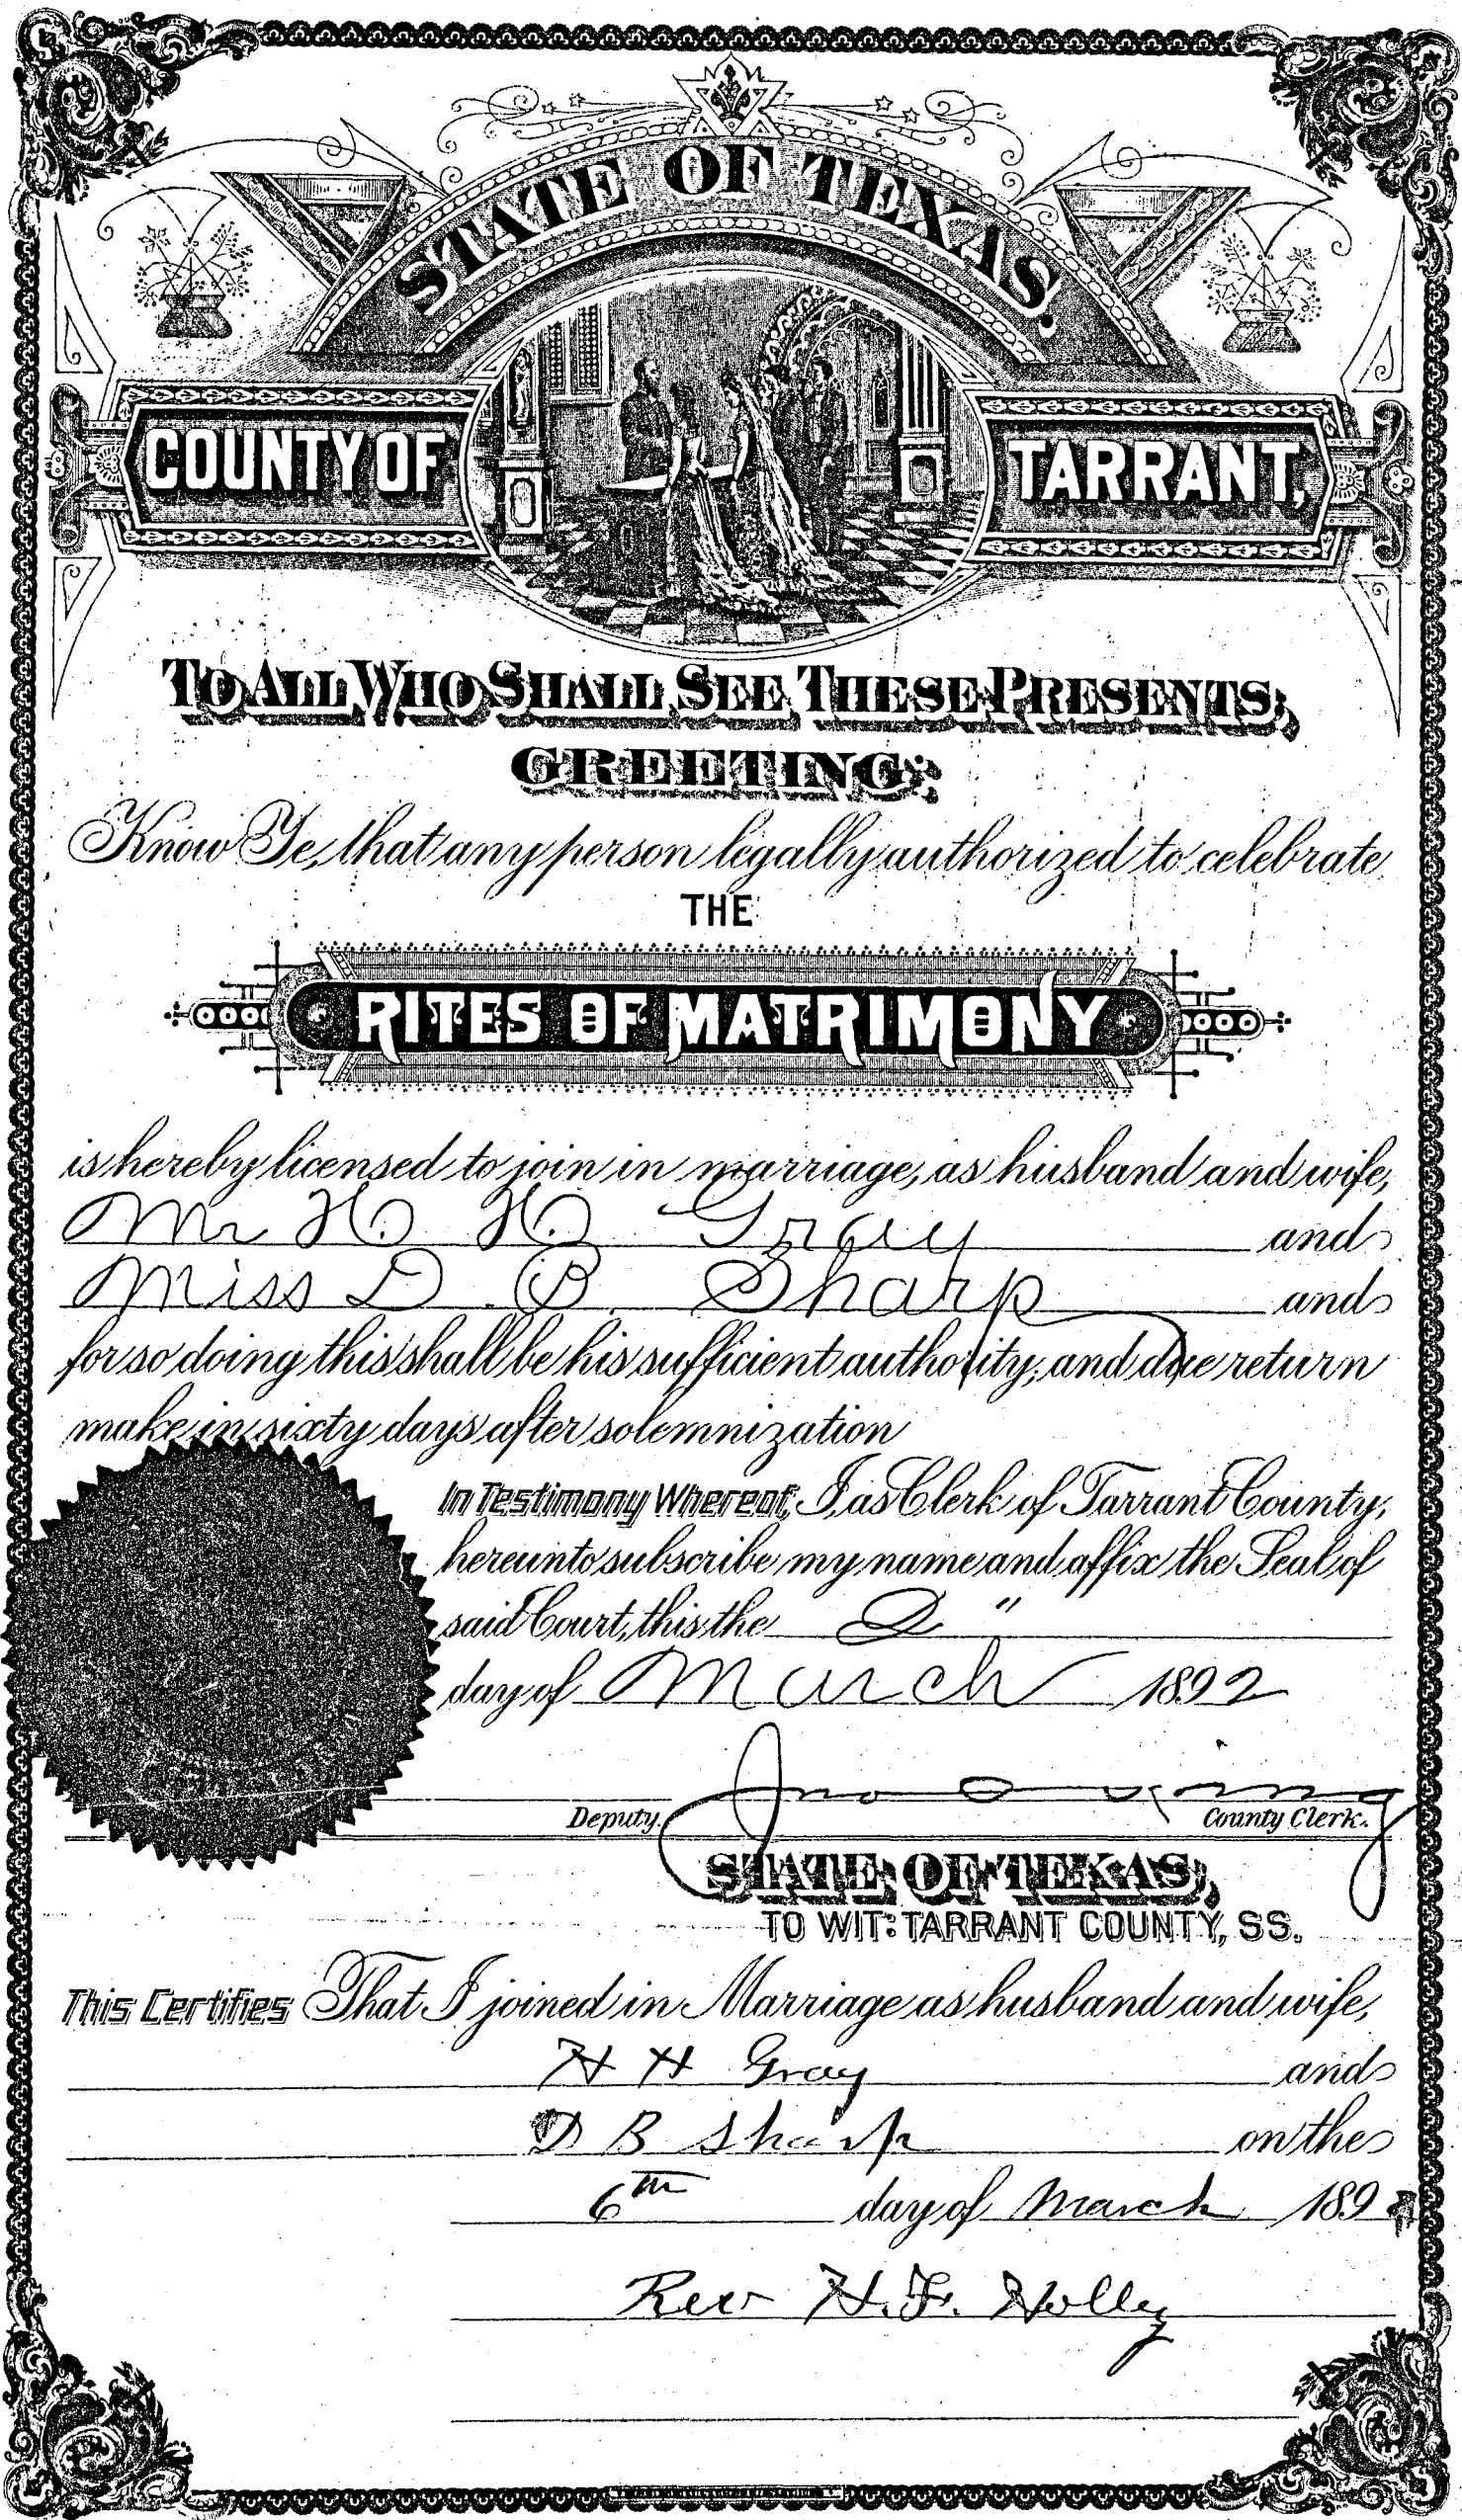 STATE OF TEXAS.
COUNTY OF TARRANT,
TO ALL WHO SHALL SEE THESE PRESENTS,
GREETING:
Know Ye, that any person legally authorized to celebrate
THE
RITES OF MATRIMONY
is hereby licensed to join in marriage, as husband and wife,
Mr H. H. Gray and
Miss D. B. Sharp and
for so doing this shall be his sufficient authority, and due return
make in sixty days after solemnization
In Testimony Whereof, I, as Clerk of Tarrant County,
hereunto subscribe my name and affix the Seal of
said Court, this the 2"
day of March 1892
Jno King
Deputy. County Clerk.
STATE OF TEXAS,
TO WIT: TARRANT COUNTY, SS.
This Certifies That I joined in Marriage as husband and wife,
H H Gray and
D B Sharp on the
6th day of March 189
Rev H. F. Holly